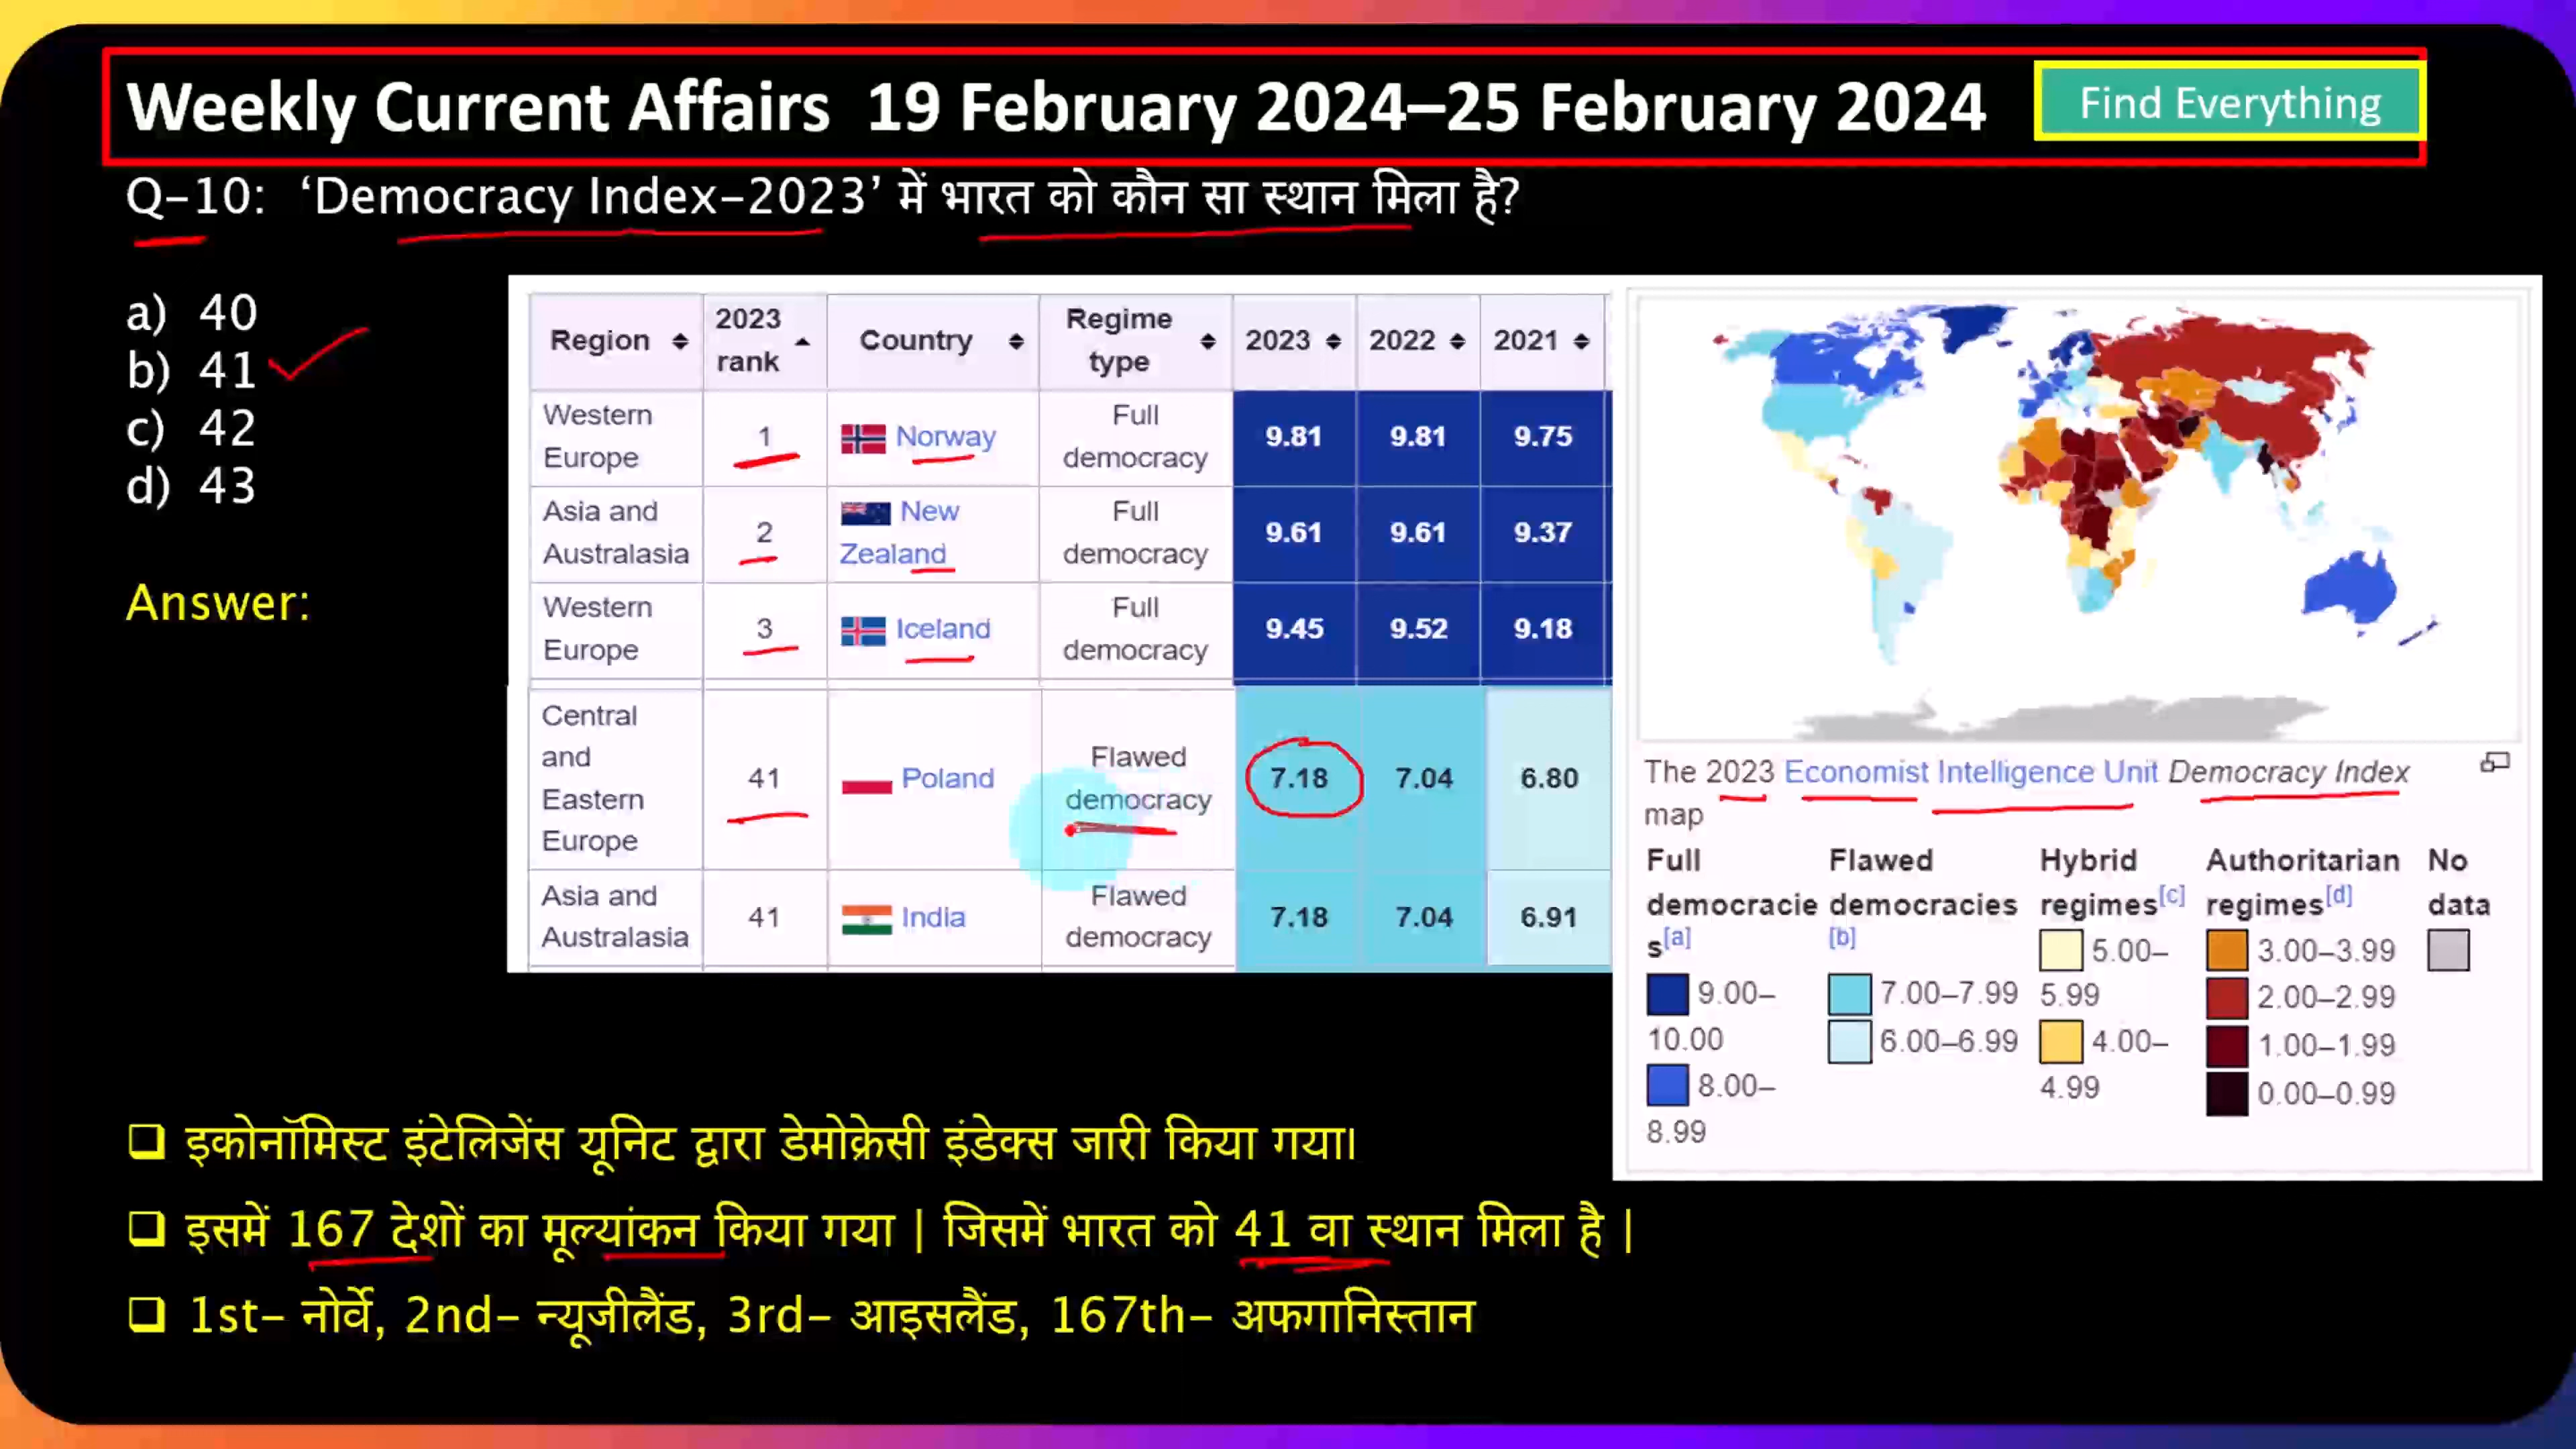 Weekly Current Affairs 19 February 2024–25 February 2024
Find Everything
Q-10: ‘Democracy Index-2023’ में भारत को कौन सा स्थान मिला है?
a) 40
b) 41
c) 42
d) 43
Answer:
Region 2023 rank Country Regime type 2023 2022 2021
Western Europe 1 Norway Full democracy 9.81 9.81 9.75
Asia and Australasia 2 New Zealand Full democracy 9.61 9.61 9.37
Western Europe 3 Iceland Full democracy 9.45 9.52 9.18
Central and Eastern Europe 41 Poland Flawed democracy 7.18 7.04 6.80
Asia and Australasia 41 India Flawed democracy 7.18 7.04 6.91
The 2023 Economist Intelligence Unit Democracy Index
map
Full democracies[a]
9.00–10.00
8.00–8.99
Flawed democracies[b]
7.00–7.99
6.00–6.99
Hybrid regimes[c]
5.00–5.99
4.00–4.99
Authoritarian regimes[d]
3.00–3.99
2.00–2.99
1.00–1.99
0.00–0.99
No data
इकोनॉमिस्ट इंटेलिजेंस यूनिट द्वारा डेमोक्रेसी इंडेक्स जारी किया गया।
इसमें 167 देशों का मूल्यांकन किया गया | जिसमें भारत को 41 वा स्थान मिला है |
1st- नोर्वे, 2nd- न्यूजीलैंड, 3rd- आइसलैंड, 167th- अफगानिस्तान